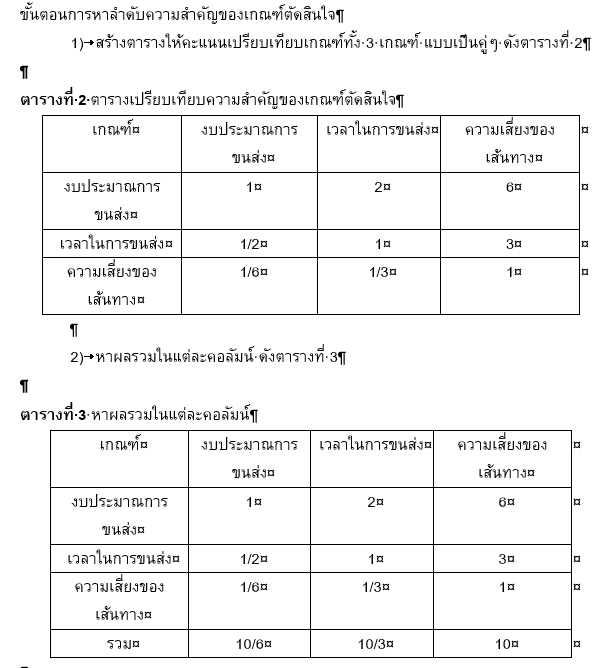 ขั้นตอนการหาลำดับความสำคัญของเกณฑ์ตัดสินใจ¶
1)→สร้างตารางให้คะแนนเปรียบเทียบเกณฑ์ทั้ง·3·เกณฑ์·แบบเป็นคู่ๆ·ดังตารางที่·2¶
¶
ตารางที่·2·ตารางเปรียบเทียบความสำคัญของเกณฑ์ตัดสินใจ¶
เกณฑ์¤ งบประมาณการ เวลาในการขนส่ง¤ ความเสี่ยงของ ¤
ขนส่ง¤ เส้นทาง¤
งบประมาณการ 1¤ 2¤ 6¤ ¤
ขนส่ง¤
เวลาในการขนส่ง¤ 1/2¤ 1¤ 3¤ ¤
ความเสี่ยงของ 1/6¤ 1/3¤ 1¤ ¤
เส้นทาง¤
¶
2)→หาผลรวมในแต่ละคอลัมน์·ดังตารางที่·3¶
¶
ตารางที่·3·หาผลรวมในแต่ละคอลัมน์¶
เกณฑ์¤ งบประมาณการ เวลาในการขนส่ง¤ ความเสี่ยงของ ¤
ขนส่ง¤ เส้นทาง¤
งบประมาณการ 1¤ 2¤ 6¤ ¤
ขนส่ง¤
เวลาในการขนส่ง¤ 1/2¤ 1¤ 3¤ ¤
ความเสี่ยงของ 1/6¤ 1/3¤ 1¤ ¤
เส้นทาง¤
รวม¤ 10/6¤ 10/3¤ 10¤ ¤